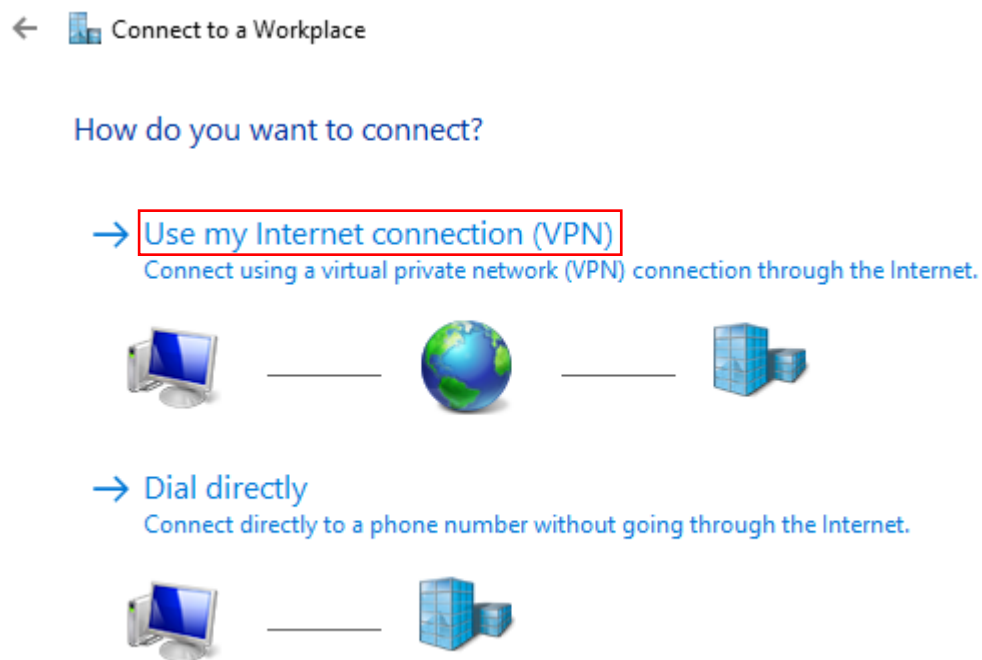 Connect to a Workplace
How do you want to connect?
Use my Internet connection (VPN)
Connect using a virtual private network (VPN) connection through the Internet.
Dial directly
Connect directly to a phone number without going through the Internet.